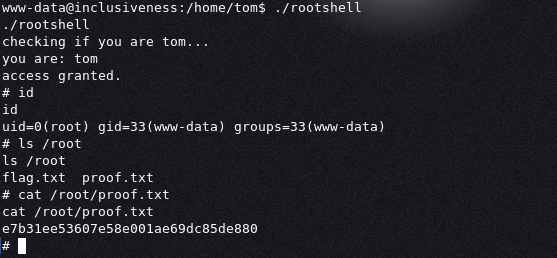 www-data@inclusiveness:/home/tom$ ./rootshell
./rootshell
checking if you are tom...
you are: tom
access granted.
# id
id
uid=0(root) gid=33(www-data) groups=33(www-data)
# ls /root
ls /root
flag.txt  proof.txt
# cat /root/proof.txt
cat /root/proof.txt
e7b31ee53607e58e001ae69dc85de880
#